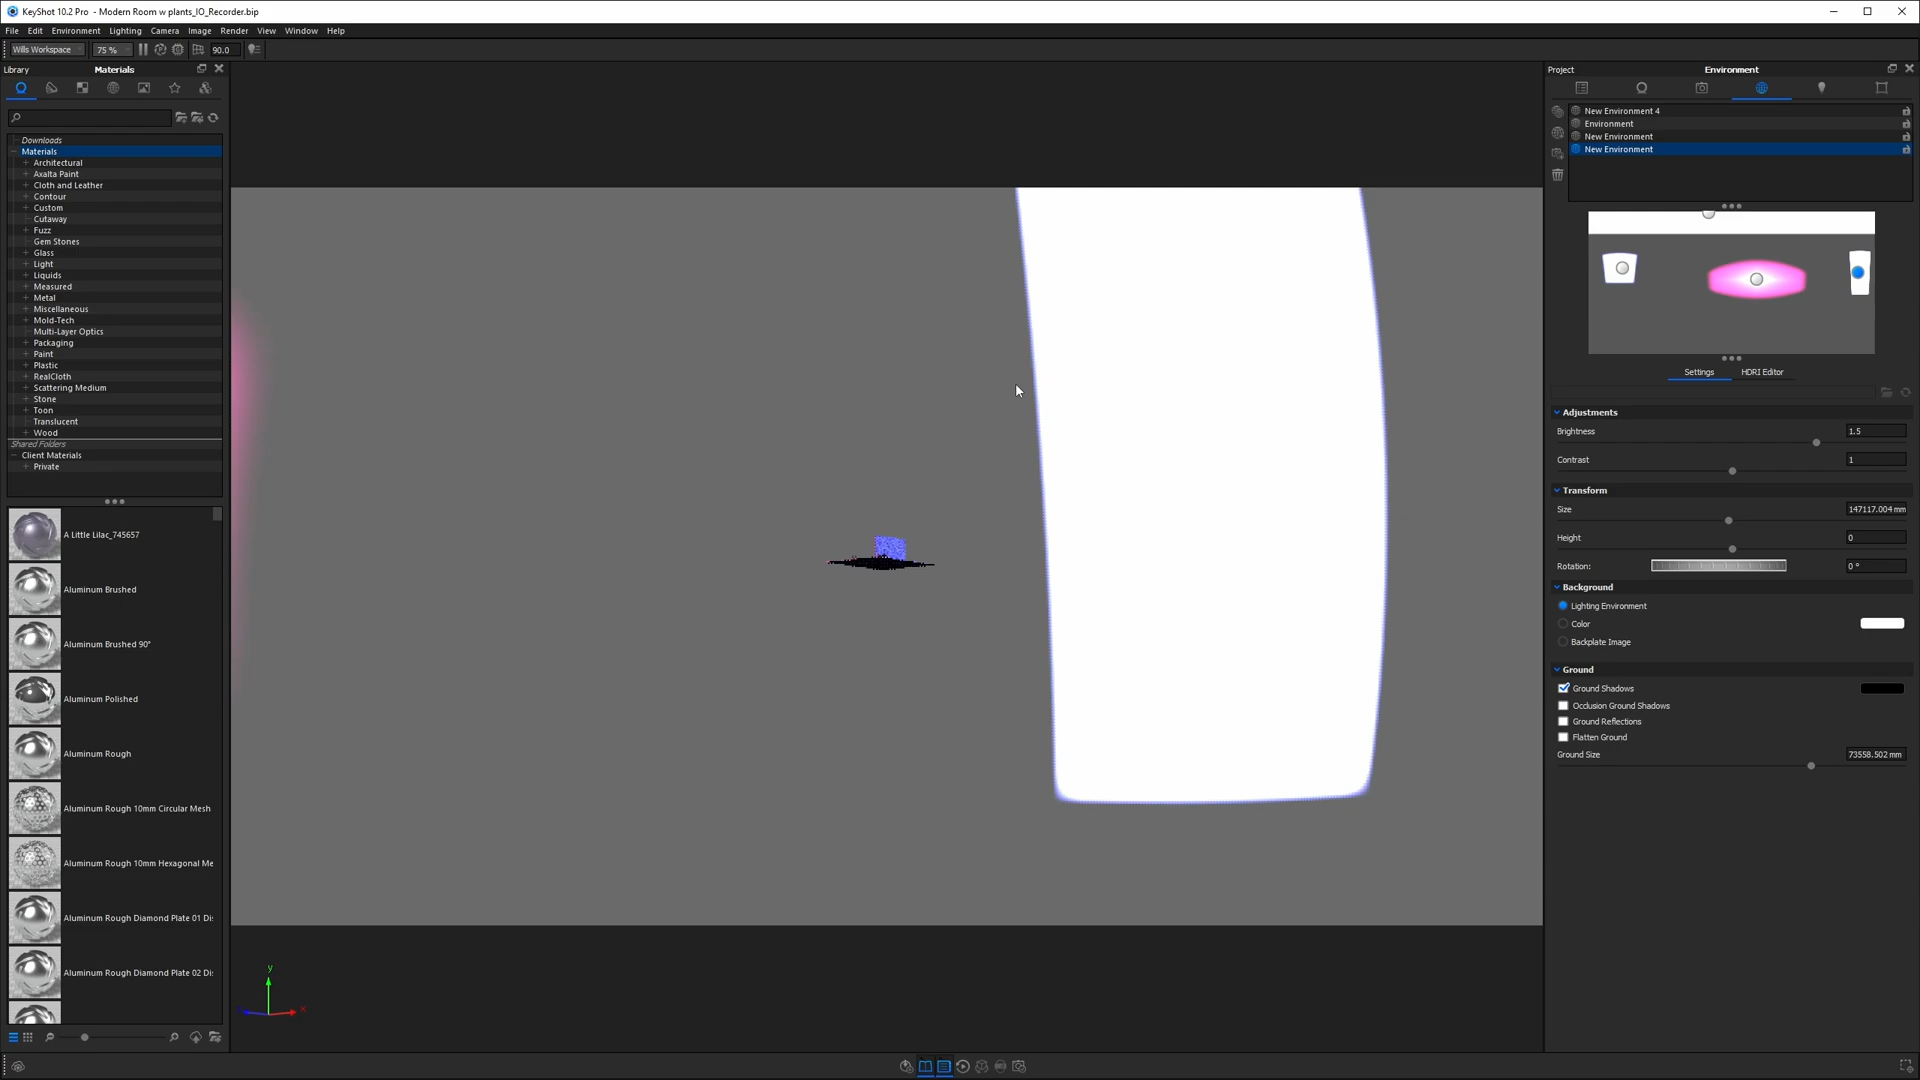 KeyShot 10.2 Pro - Modern Room w plants_IO_Recorder.bip
File Edit Environment Lighting Camera Image Render View Window Help
Wills Workspace 75 % 90.0
Library Materials
Downloads
Materials
Architectural
Axalta Paint
Cloth and Leather
Contour
Custom
Cutaway
Fuzz
Gem Stones
Glass
Light
Liquids
Measured
Metal
Miscellaneous
Mold-Tech
Multi-Layer Optics
Packaging
Paint
Plastic
RealCloth
Scattering Medium
Stone
Toon
Translucent
Wood
Shared Folders
Client Materials
Private
A Little Lilac_745657
Aluminum Brushed
Aluminum Brushed 90°
Aluminum Polished
Aluminum Rough
Aluminum Rough 10mm Circular Mesh
Aluminum Rough 10mm Hexagonal Me
Aluminum Rough Diamond Plate 01 Di
Aluminum Rough Diamond Plate 02 Di
y
x
Project Environment
New Environment 4
Environment
New Environment
New Environment
Settings HDRI Editor
Adjustments
Brightness 1.5
Contrast 1
Transform
Size 147117.004 mm
Height 0
Rotation: 0 °
Background
Lighting Environment
Color
Backplate Image
Ground
Ground Shadows
Occlusion Ground Shadows
Ground Reflections
Flatten Ground
Ground Size 73558.502 mm